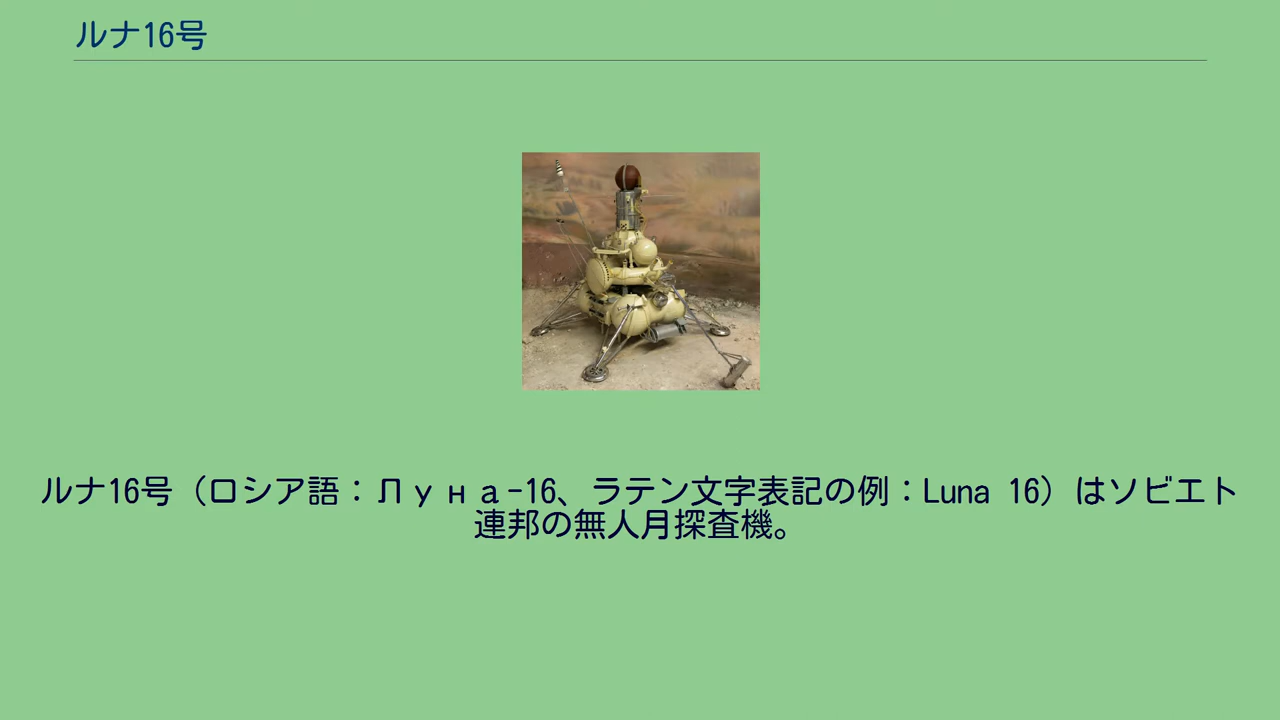 ルナ16号
ルナ16号（ロシア語：Луна-16、ラテン文字表記の例：Luna 16）はソビエト
連邦の無人月探査機。